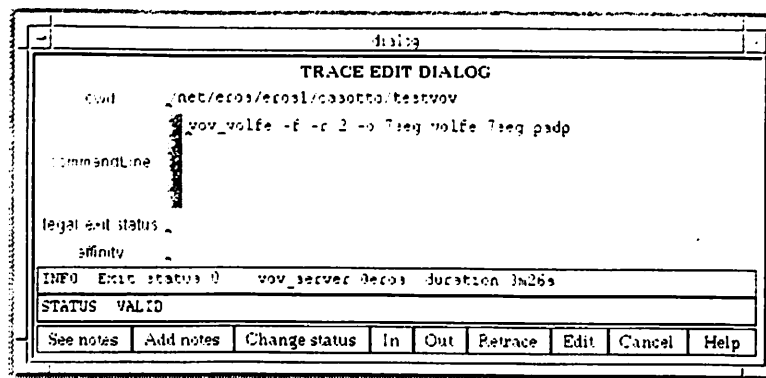 dialog
TRACE EDIT DIALOG
cwd /net/eros/eros1/casotto/testvov
commandLine vov_wolfe -f -r 2 -o 7seg wolfe 7seg padp
legal exit status
affinity
INFO Exit status 0 vov_server @eros duration 3m26s
STATUS VALID
See notes Add notes Change status In Out Retrace Edit Cancel Help